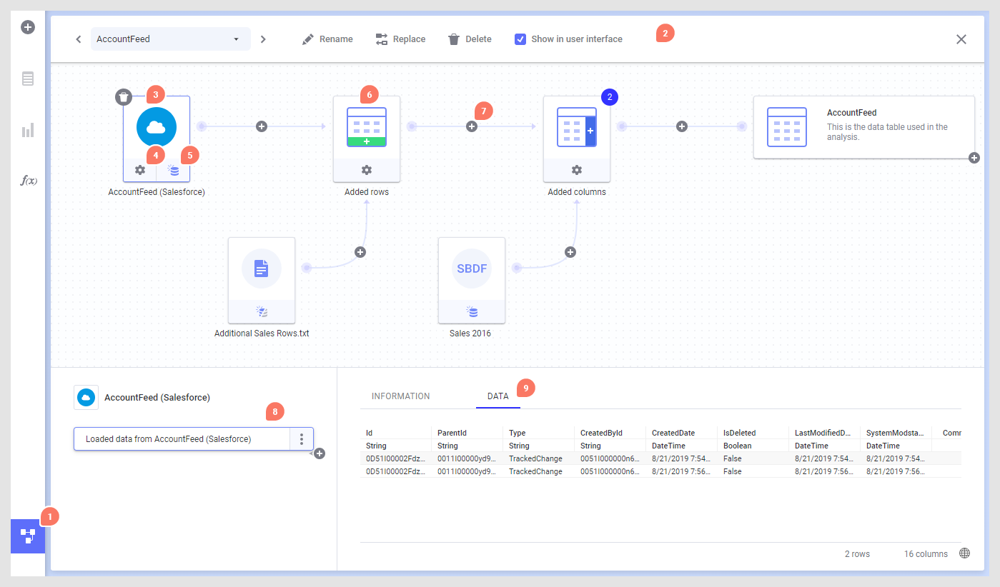 AccountFeed
Rename
Replace
Delete
Show in user interface
2
3
6
7
2
4
5
AccountFeed
This is the data table used in the
analysis.
f(x)
AccountFeed (Salesforce)
Added rows
Added columns
SBDF
Additional Sales Rows.txt
Sales 2016
AccountFeed (Salesforce)
8
Loaded data from AccountFeed (Salesforce)
1
INFORMATION
DATA
9
Id ParentId Type CreatedById CreatedDate IsDeleted LastModifiedD... SystemModsta... Comr
String String String String DateTime Boolean DateTime DateTime
0D51I00002Fdz... 0011I00000yd9... TrackedChange 0051I000000n6... 8/21/2019 7:54... False 8/21/2019 7:54... 8/21/2019 7:54...
0D51I00002Fdz... 0011I00000yd9... TrackedChange 0051I000000n6... 8/21/2019 7:56... False 8/21/2019 7:56... 8/21/2019 7:56...
2 rows
16 columns